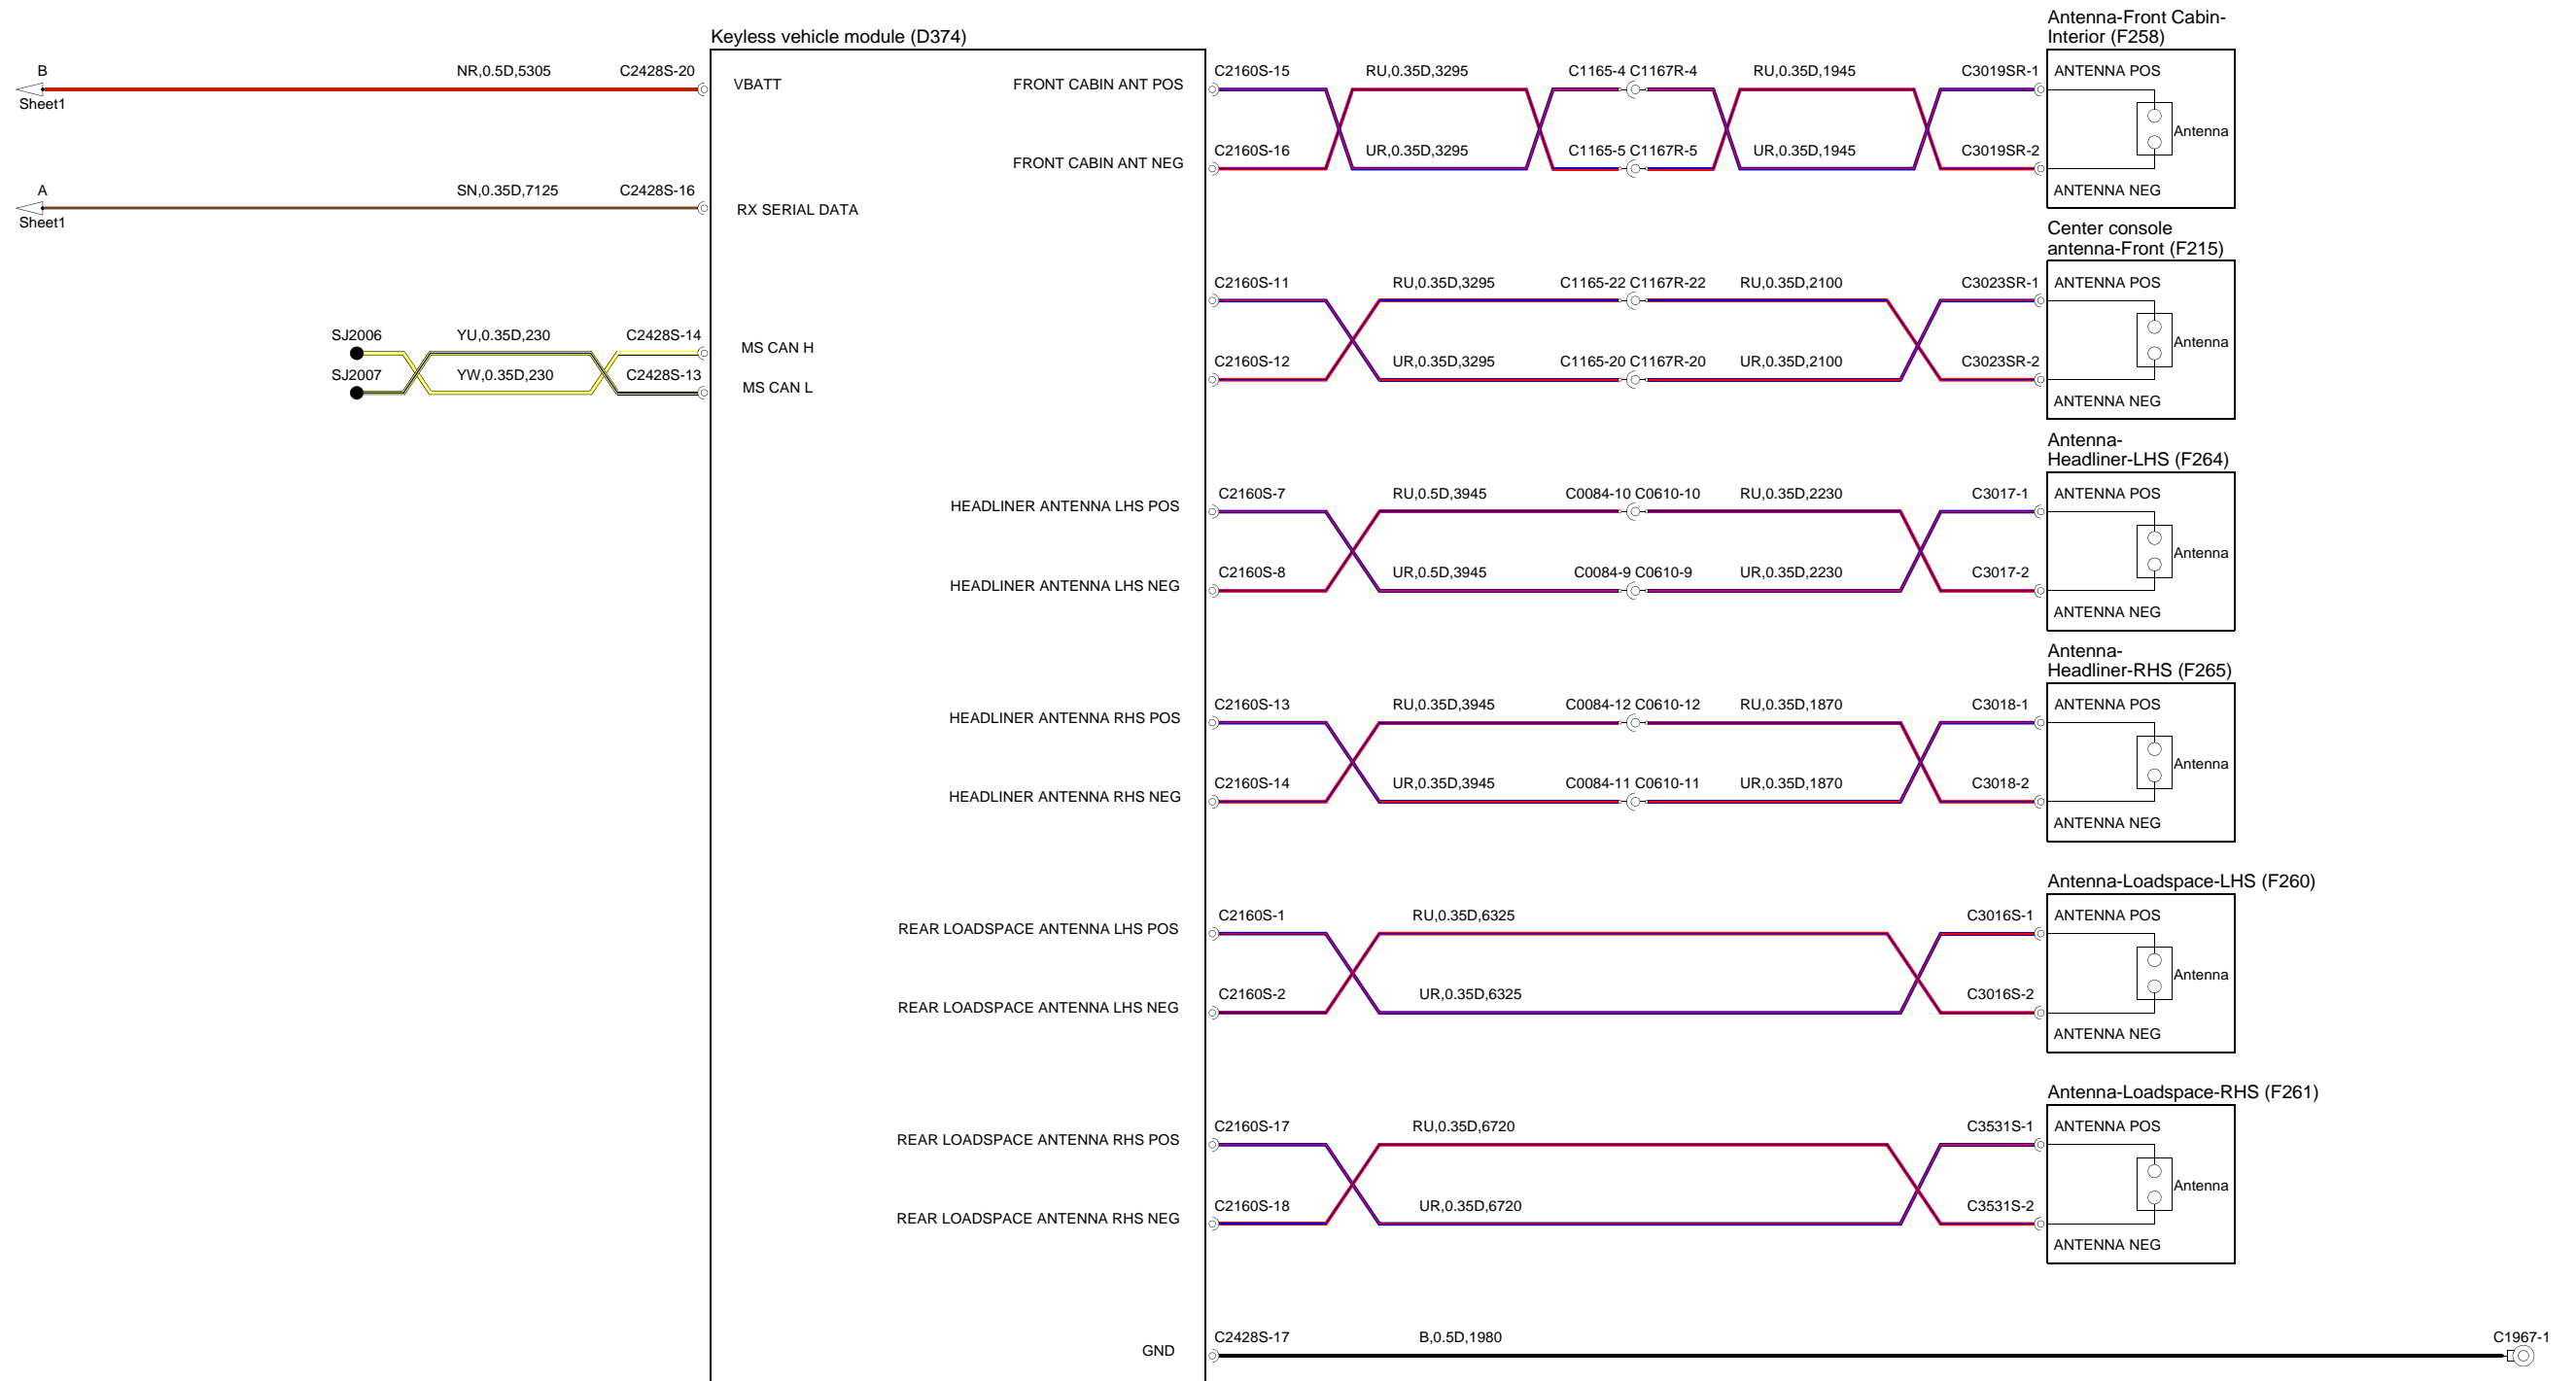 Keyless vehicle module (D374)
B
NR,0.5D,5305
C2428S-20
Sheet1
VBATT
A
SN,0.35D,7125
C2428S-16
Sheet1
RX SERIAL DATA
SJ2006
YU,0.35D,230
C2428S-14
MS CAN H
SJ2007
YW,0.35D,230
C2428S-13
MS CAN L
Antenna-Front Cabin-
Interior (F258)
FRONT CABIN ANT POS
C2160S-15
RU,0.35D,3295
C1165-4 C1167R-4
RU,0.35D,1945
C3019SR-1
ANTENNA POS
Antenna
FRONT CABIN ANT NEG
C2160S-16
UR,0.35D,3295
C1165-5 C1167R-5
UR,0.35D,1945
C3019SR-2
ANTENNA NEG
Center console
antenna-Front (F215)
C2160S-11
RU,0.35D,3295
C1165-22 C1167R-22
RU,0.35D,2100
C3023SR-1
ANTENNA POS
Antenna
C2160S-12
UR,0.35D,3295
C1165-20 C1167R-20
UR,0.35D,2100
C3023SR-2
ANTENNA NEG
Antenna-
Headliner-LHS (F264)
HEADLINER ANTENNA LHS POS
C2160S-7
RU,0.5D,3945
C0084-10 C0610-10
RU,0.35D,2230
C3017-1
ANTENNA POS
Antenna
HEADLINER ANTENNA LHS NEG
C2160S-8
UR,0.5D,3945
C0084-9 C0610-9
UR,0.35D,2230
C3017-2
ANTENNA NEG
Antenna-
Headliner-RHS (F265)
HEADLINER ANTENNA RHS POS
C2160S-13
RU,0.35D,3945
C0084-12 C0610-12
RU,0.35D,1870
C3018-1
ANTENNA POS
Antenna
HEADLINER ANTENNA RHS NEG
C2160S-14
UR,0.35D,3945
C0084-11 C0610-11
UR,0.35D,1870
C3018-2
ANTENNA NEG
Antenna-Loadspace-LHS (F260)
REAR LOADSPACE ANTENNA LHS POS
C2160S-1
RU,0.35D,6325
C3016S-1
ANTENNA POS
Antenna
REAR LOADSPACE ANTENNA LHS NEG
C2160S-2
UR,0.35D,6325
C3016S-2
ANTENNA NEG
Antenna-Loadspace-RHS (F261)
REAR LOADSPACE ANTENNA RHS POS
C2160S-17
RU,0.35D,6720
C3531S-1
ANTENNA POS
Antenna
REAR LOADSPACE ANTENNA RHS NEG
C2160S-18
UR,0.35D,6720
C3531S-2
ANTENNA NEG
GND
C2428S-17
B,0.5D,1980
C1967-1